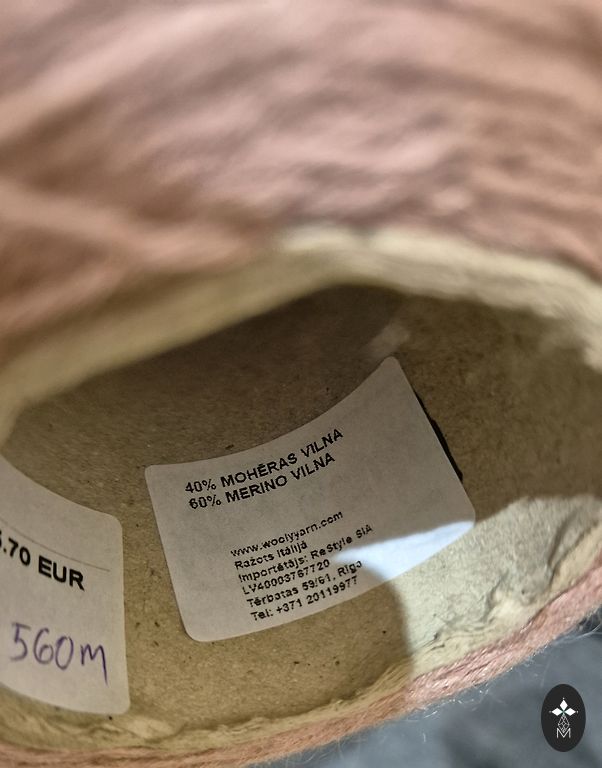 40% MOHĒRAS VILNA
60% MERINO VILNA
www.woolyyarn.com
Ražots Itālijā
Importētājs: ReStyle SIA
LV40003767720
Tērbatas 59/61, Rīga
Tel: +371 20119977
.70 EUR
560M
M